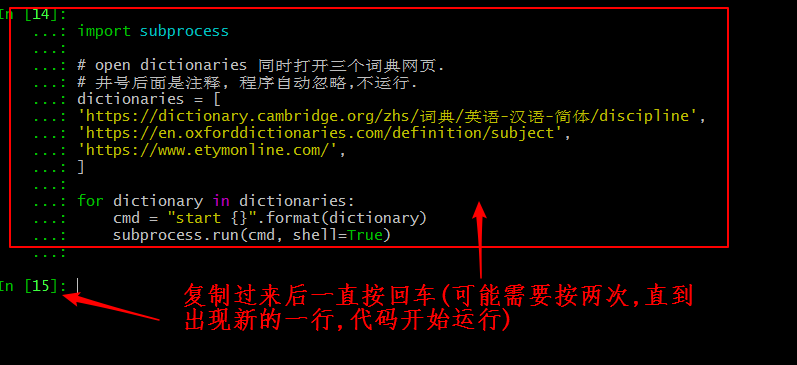 In [14]:
...: import subprocess
...:
...: # open dictionaries 同时打开三个词典网页.
...: # 井号后面是注释, 程序自动忽略,不运行.
...: dictionaries = [
...: 'https://dictionary.cambridge.org/zhs/词典/英语-汉语-简体/discipline',
...: 'https://en.oxforddictionaries.com/definition/subject',
...: 'https://www.etymonline.com/',
...: ]
...:
...: for dictionary in dictionaries:
...:     cmd = "start {}".format(dictionary)
...:     subprocess.run(cmd, shell=True)
...:
In [15]:
复制过来后一直按回车(可能需要按两次,直到
出现新的一行,代码开始运行)